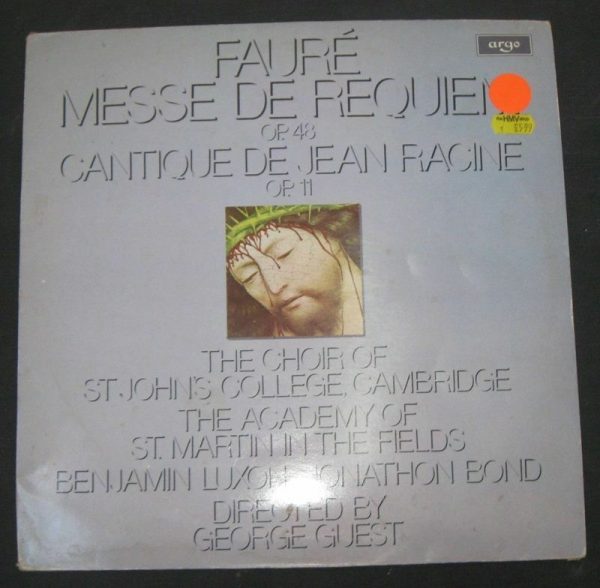 FAURÉ
argo
MESSE DE REQUIEM
OP. 48
CANTIQUE DE JEAN RACINE
OP. 11
THE CHOIR OF
ST. JOHN'S COLLEGE, CAMBRIDGE
THE ACADEMY OF
ST. MARTIN IN THE FIELDS
BENJAMIN LUXON JONATHON BOND
DIRECTED BY
GEORGE GUEST